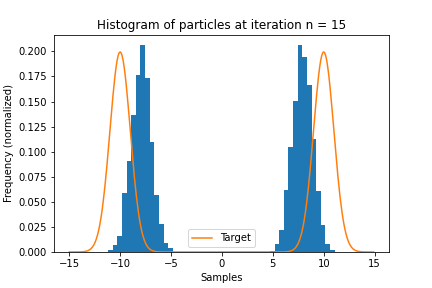 Histogram of particles at iteration n = 15
Frequency (normalized)
0.200
0.175
0.150
0.125
0.100
0.075
0.050
0.025
0.000
Target
−15 −10 −5 0 5 10 15
Samples